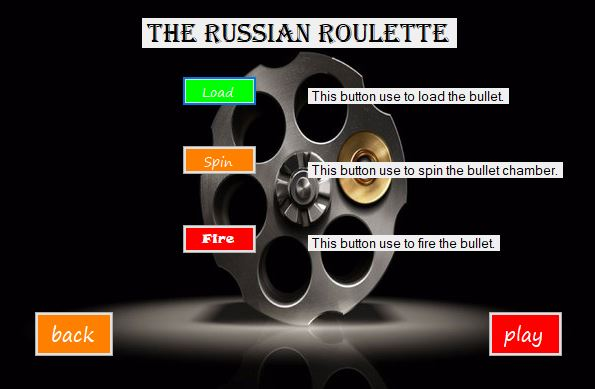 THE RUSSIAN ROULETTE
Load
This button use to load the bullet.
Spin
This button use to spin the bullet chamber.
Fire
This button use to fire the bullet.
back
play